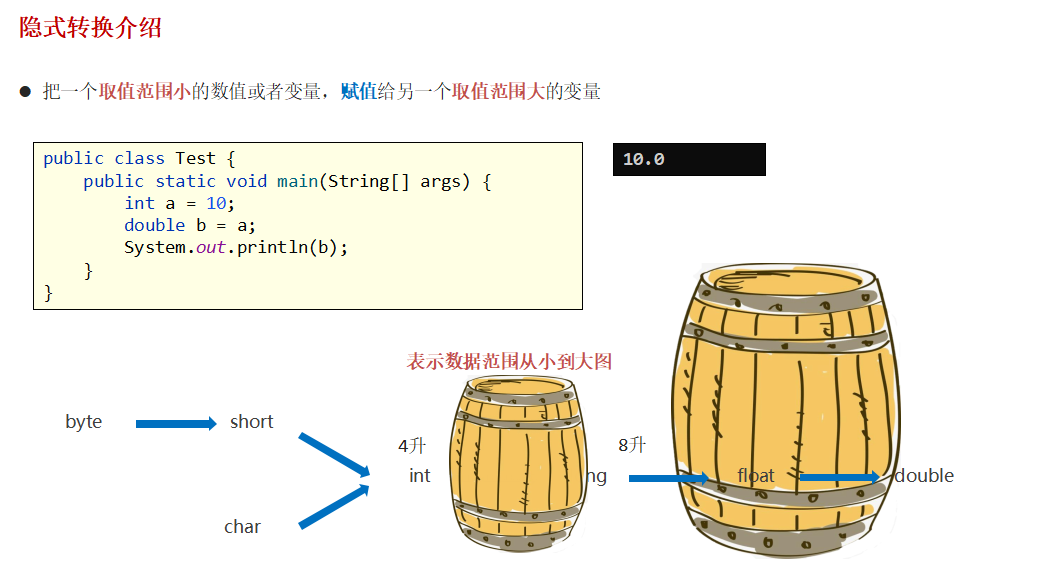 隐式转换介绍
● 把一个取值范围小的数值或者变量，赋值给另一个取值范围大的变量
public class Test {
    public static void main(String[] args) {
        int a = 10;
        double b = a;
        System.out.println(b);
    }
}
10.0
表示数据范围从小到大图
byte
short
4升
8升
int
ng
float
double
char